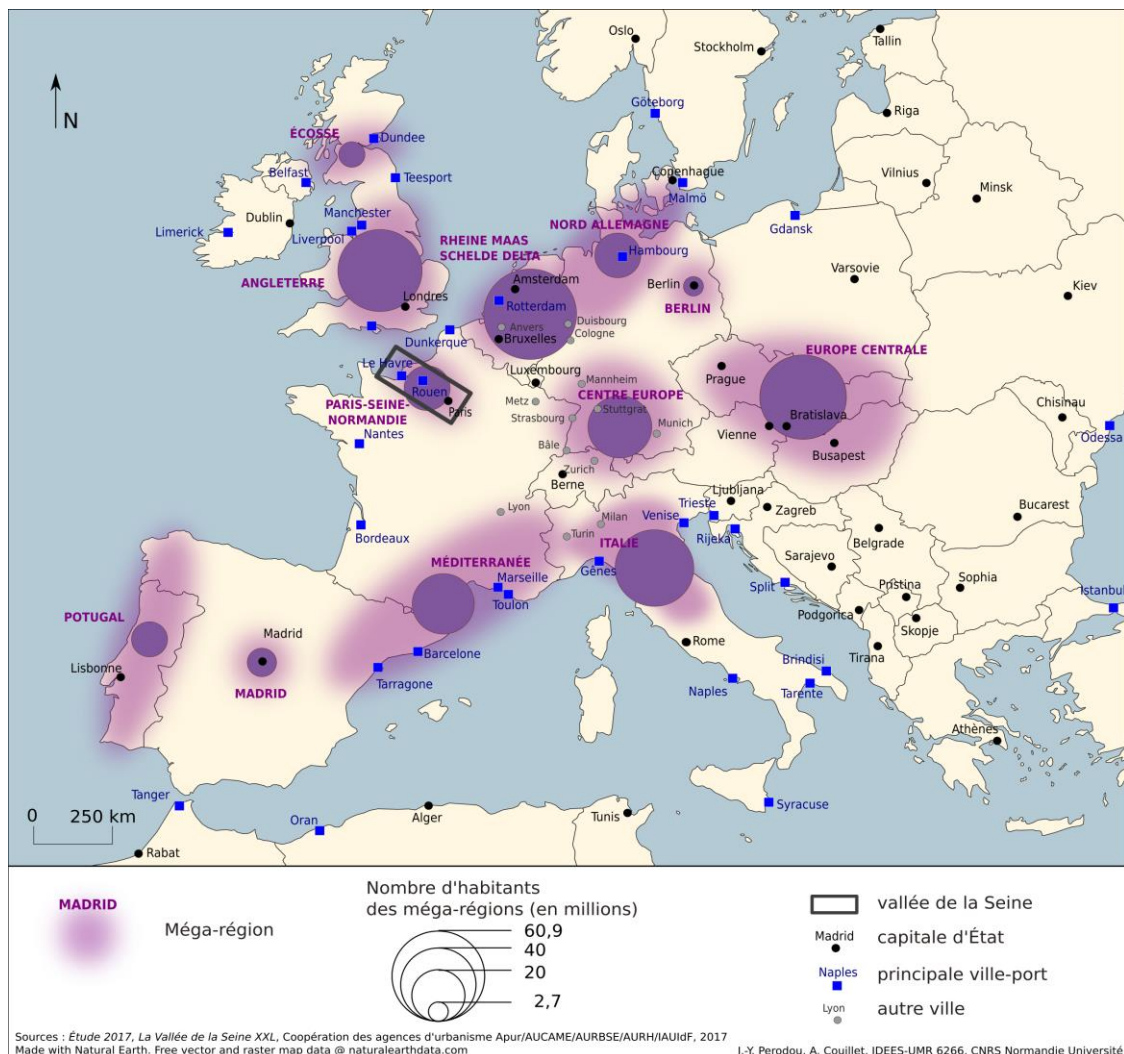 Oslo
Stockholm
Tallin
N
Göteborg
Riga
ÉCOSSE
Dundee
Belfast
Teesport
Copenhague
Malmö
Vilnius
Minsk
Dublin
Manchester
Limerick
Liverpool
NORD ALLEMAGNE
Gdansk
RHEINE MAAS
SCHELDE DELTA
Hambourg
ANGLETERRE
Amsterdam
Berlin
Varsovie
Kiev
Londres
Rotterdam
BERLIN
Anvers
Duisbourg
Cologne
Dunkerque
Bruxelles
EUROPE CENTRALE
Le Havre
Luxembourg
Prague
Rouen
Mannheim
CENTRE EUROPE
Paris
Metz
Stuttgrat
PARIS-SEINE-
NORMANDIE
Strasbourg
Bratislava
Chisinau
Nantes
Munich
Vienne
Odessa
Bâle
Busapest
Zurich
Berne
Ljubljana
Lyon
Trieste
Zagreb
Bucarest
Milan
Venise
Bordeaux
Turin
Rijeka
Belgrade
ITALIE
Sarajevo
MÉDITERRANÉE
Gênes
Marseille
Split
Pristina
Sophia
Istanbul
Toulon
POTUGAL
Podgorica
Skopje
Madrid
Rome
Barcelone
Tirana
Lisbonne
Tarragone
Brindisi
MADRID
Naples
Tarente
Athènes
Tanger
Alger
Tunis
Syracuse
0 250 km
Oran
Rabat
MADRID
Méga-région
Nombre d'habitants
des méga-régions (en millions)
60,9
40
20
2,7
vallée de la Seine
Madrid
capitale d'État
Naples
principale ville-port
Lyon
autre ville
Sources : Étude 2017, La Vallée de la Seine XXL, Coopération des agences d'urbanisme Apur/AUCAME/AURBSE/AURH/IAUIdF, 2017
Made with Natural Earth. Free vector and raster map data @ naturalearthdata.com
J.-Y. Perodou, A. Couillet, IDEES-UMR 6266, CNRS Normandie Université